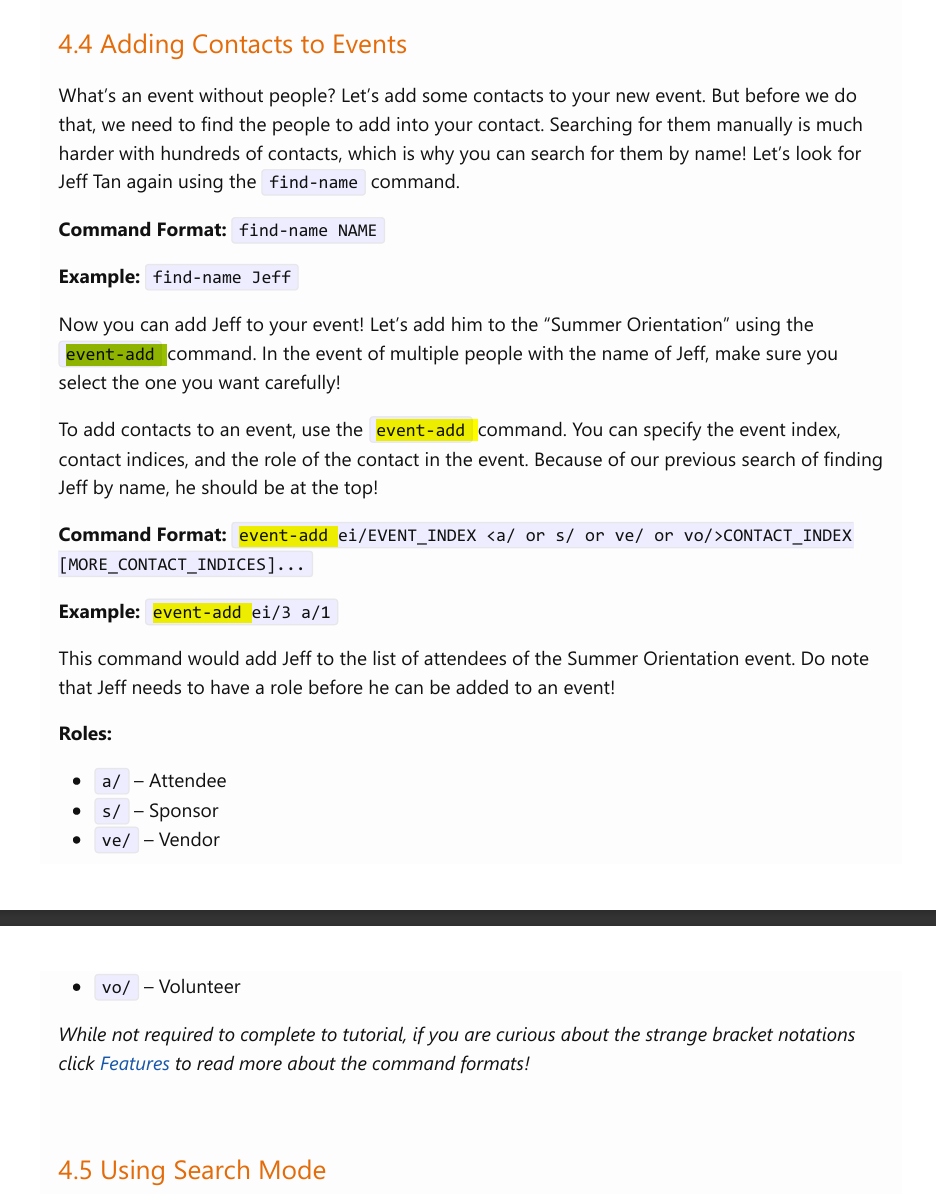 4.4 Adding Contacts to Events
What’s an event without people? Let’s add some contacts to your new event. But before we do
that, we need to find the people to add into your contact. Searching for them manually is much
harder with hundreds of contacts, which is why you can search for them by name! Let’s look for
Jeff Tan again using the find-name command.
Command Format: find-name NAME
Example: find-name Jeff
Now you can add Jeff to your event! Let’s add him to the “Summer Orientation” using the
event-add command. In the event of multiple people with the name of Jeff, make sure you
select the one you want carefully!
To add contacts to an event, use the event-add command. You can specify the event index,
contact indices, and the role of the contact in the event. Because of our previous search of finding
Jeff by name, he should be at the top!
Command Format: event-add ei/EVENT_INDEX <a/ or s/ or ve/ or vo/>CONTACT_INDEX
[MORE_CONTACT_INDICES]...
Example: event-add ei/3 a/1
This command would add Jeff to the list of attendees of the Summer Orientation event. Do note
that Jeff needs to have a role before he can be added to an event!
Roles:
• a/ – Attendee
• s/ – Sponsor
• ve/ – Vendor
• vo/ – Volunteer
While not required to complete to tutorial, if you are curious about the strange bracket notations
click Features to read more about the command formats!
4.5 Using Search Mode